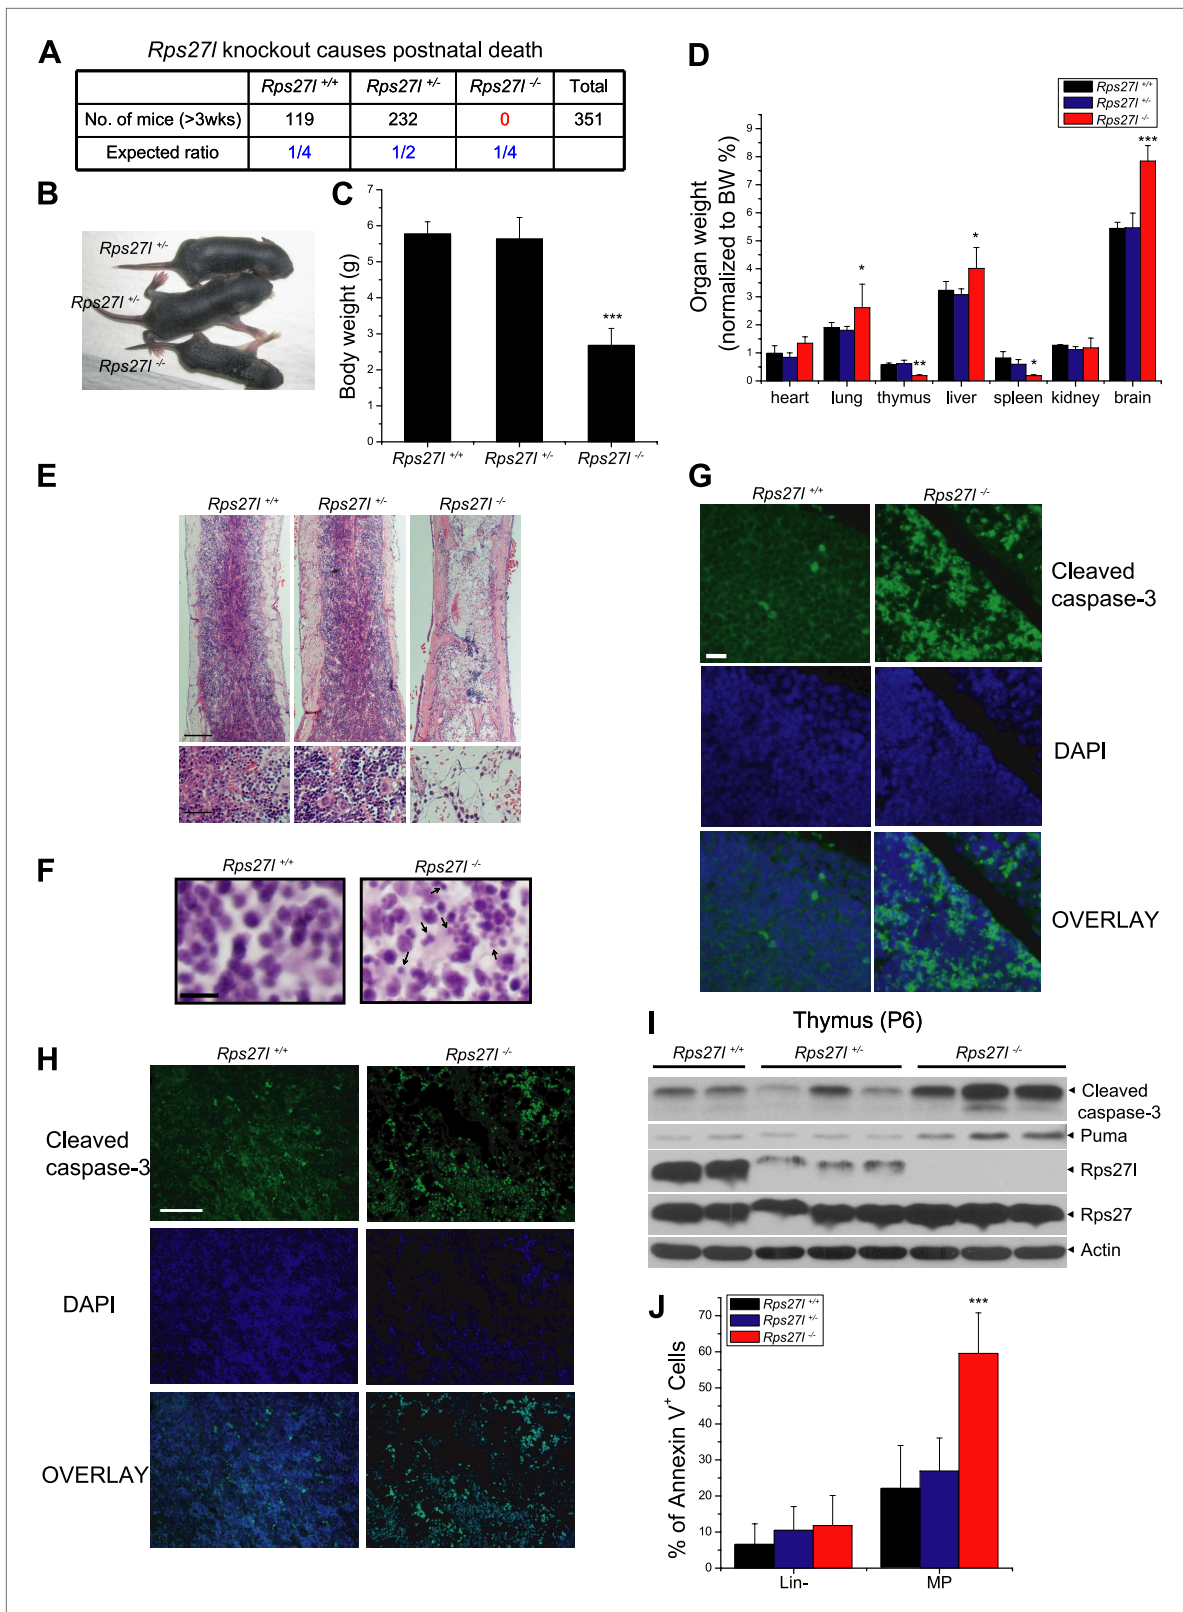 A
Rps27l knockout causes postnatal death
Rps27l +/+ Rps27l +/- Rps27l -/- Total
No. of mice (>3wks) 119 232 0 351
Expected ratio 1/4 1/2 1/4
B
Rps27l +/-
Rps27l +/-
Rps27l -/-
C
Body weight (g)
7
6
5
4
3
2
1
0
***
Rps27l +/+ Rps27l +/- Rps27l -/-
D
Rps27l +/+
Rps27l +/-
Rps27l -/-
Organ weight
(normalized to BW %)
9
8
7
6
5
4
3
2
1
0
* ** * * ***
heart lung thymus liver spleen kidney brain
E
Rps27l +/+ Rps27l +/- Rps27l -/-
F
Rps27l +/+ Rps27l -/-
G
Rps27l +/+ Rps27l -/-
Cleaved
caspase-3
DAPI
OVERLAY
H
Rps27l +/+ Rps27l -/-
Cleaved
caspase-3
DAPI
OVERLAY
I
Thymus (P6)
Rps27l +/+ Rps27l +/- Rps27l -/-
Cleaved
caspase-3
Puma
Rps27l
Rps27
Actin
J
Rps27l +/+
Rps27l +/-
Rps27l -/-
% of Annexin V+ Cells
70
60
50
40
30
20
10
0
***
Lin- MP